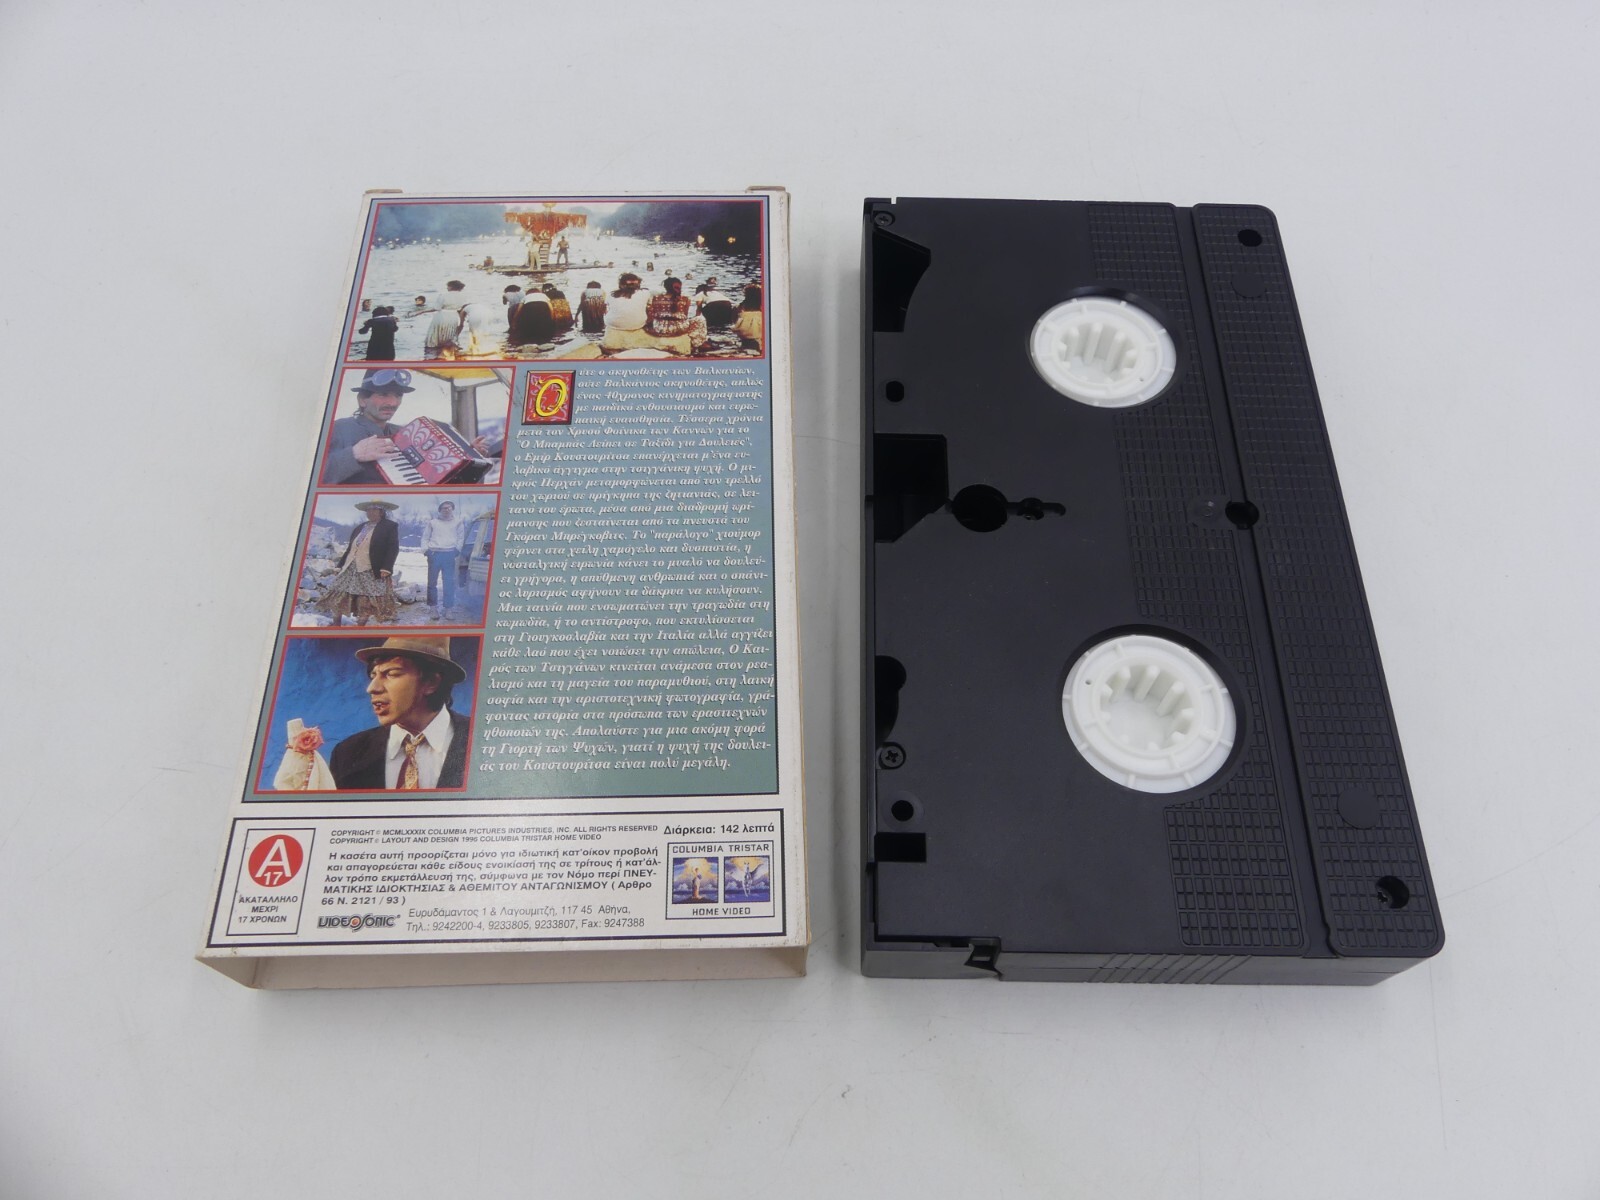 Ούτε ο σκηνοθέτης των Βαλκανίων,
ούτε Βαλκάνιος σκηνοθέτης, απλώς
ένας 40χρονος κινηματογραφιστής
με παιδικό ενθουσιασμό και ευρω-
παϊκή ευαισθησία. Τέσσερα χρόνια
μετά τον Χρυσό Φοίνικα των Καννών για το
"Ο Μπαμπάς Λείπει σε Ταξίδι για Δουλειές",
ο Εμίρ Κουστουρίτσα επανέρχεται μ'ένα ευ-
λαβικό άγγιγμα στην τσιγγάνικη ψυχή. Ο μι-
κρός Περχάν μεταμορφώνεται από τον τρελλό
του χωριού σε πρίγκηπα της ζητιανιάς, σε λει-
τανό του έρωτα, μεσα από μια διαδρομή ωρί-
μανσης που ζεσταίνεται από τα πνευστά του
Γκόραν Μπρέγκοβιτς. Το "παράλογο" χιούμορ
φέρνει στα χείλη χαμόγελο και δυσπιστία, η
νοσταλγική ειρωνία κάνει το μυαλό να δουλεύ-
ει γρήγορα, η απύθμενη ανθρωπιά και ο σπάνι-
ος λυρισμός αφήνουν τα δάκρυα να κυλήσουν.
Μια ταινία που ενσωματώνει την τραγωδία στη
κωμωδία, ή το αντίστροφο, που εκτυλίσσεται
στη Γιουγκοσλαβία και την Ιταλία αλλά αγγίζει
κάθε λαό που έχει νοιώσει την απώλεια, Ο Και-
ρός των Τσιγγάνων κινείται ανάμεσα στον ρεα-
λισμό και τη μαγεία του παραμυθιού, στη λαϊκή
σοφία και την αριστοτεχνική φωτογραφία, γρά-
φοντας ιστορία στα πρόσωπα των ερασιτεχνών
ηθοποιών της. Απολαύστε για μια ακόμη φορά
τη Γιορτή των Ψυχών, γιατί η ψυχή της δουλει-
άς του Κουστουρίτσα είναι πολύ μεγάλη.
A
17
ΑΚΑΤΑΛΛΗΛΟ
ΜΕΧΡΙ
17 ΧΡΟΝΩΝ
COPYRIGHT © MCMLXXXIX COLUMBIA PICTURES INDUSTRIES, INC. ALL RIGHTS RESERVED
COPYRIGHT © LAYOUT AND DESIGN 1996 COLUMBIA TRISTAR HOME VIDEO
Διάρκεια: 142 λεπτά
Η κασέτα αυτή προορίζεται μόνο για ιδιωτική κατ'οίκον προβολή
και απαγορεύεται κάθε είδους ενοικίασή της σε τρίτους ή κατ'άλ-
λον τρόπο εκμετάλλευσή της, σύμφωνα με τον Νόμο περί ΠΝΕΥ-
ΜΑΤΙΚΗΣ ΙΔΙΟΚΤΗΣΙΑΣ & ΑΘΕΜΙΤΟΥ ΑΝΤΑΓΩΝΙΣΜΟΥ ( Αρθρο
66 Ν. 2121 / 93 )
VIDEOSONIC
Ευρυδάμαντος 1 & Λαγουμιτζή, 117 45 Αθήνα,
Τηλ.: 9242200-4, 9233805, 9233807, Fax: 9247388
COLUMBIA TRISTAR
HOME VIDEO